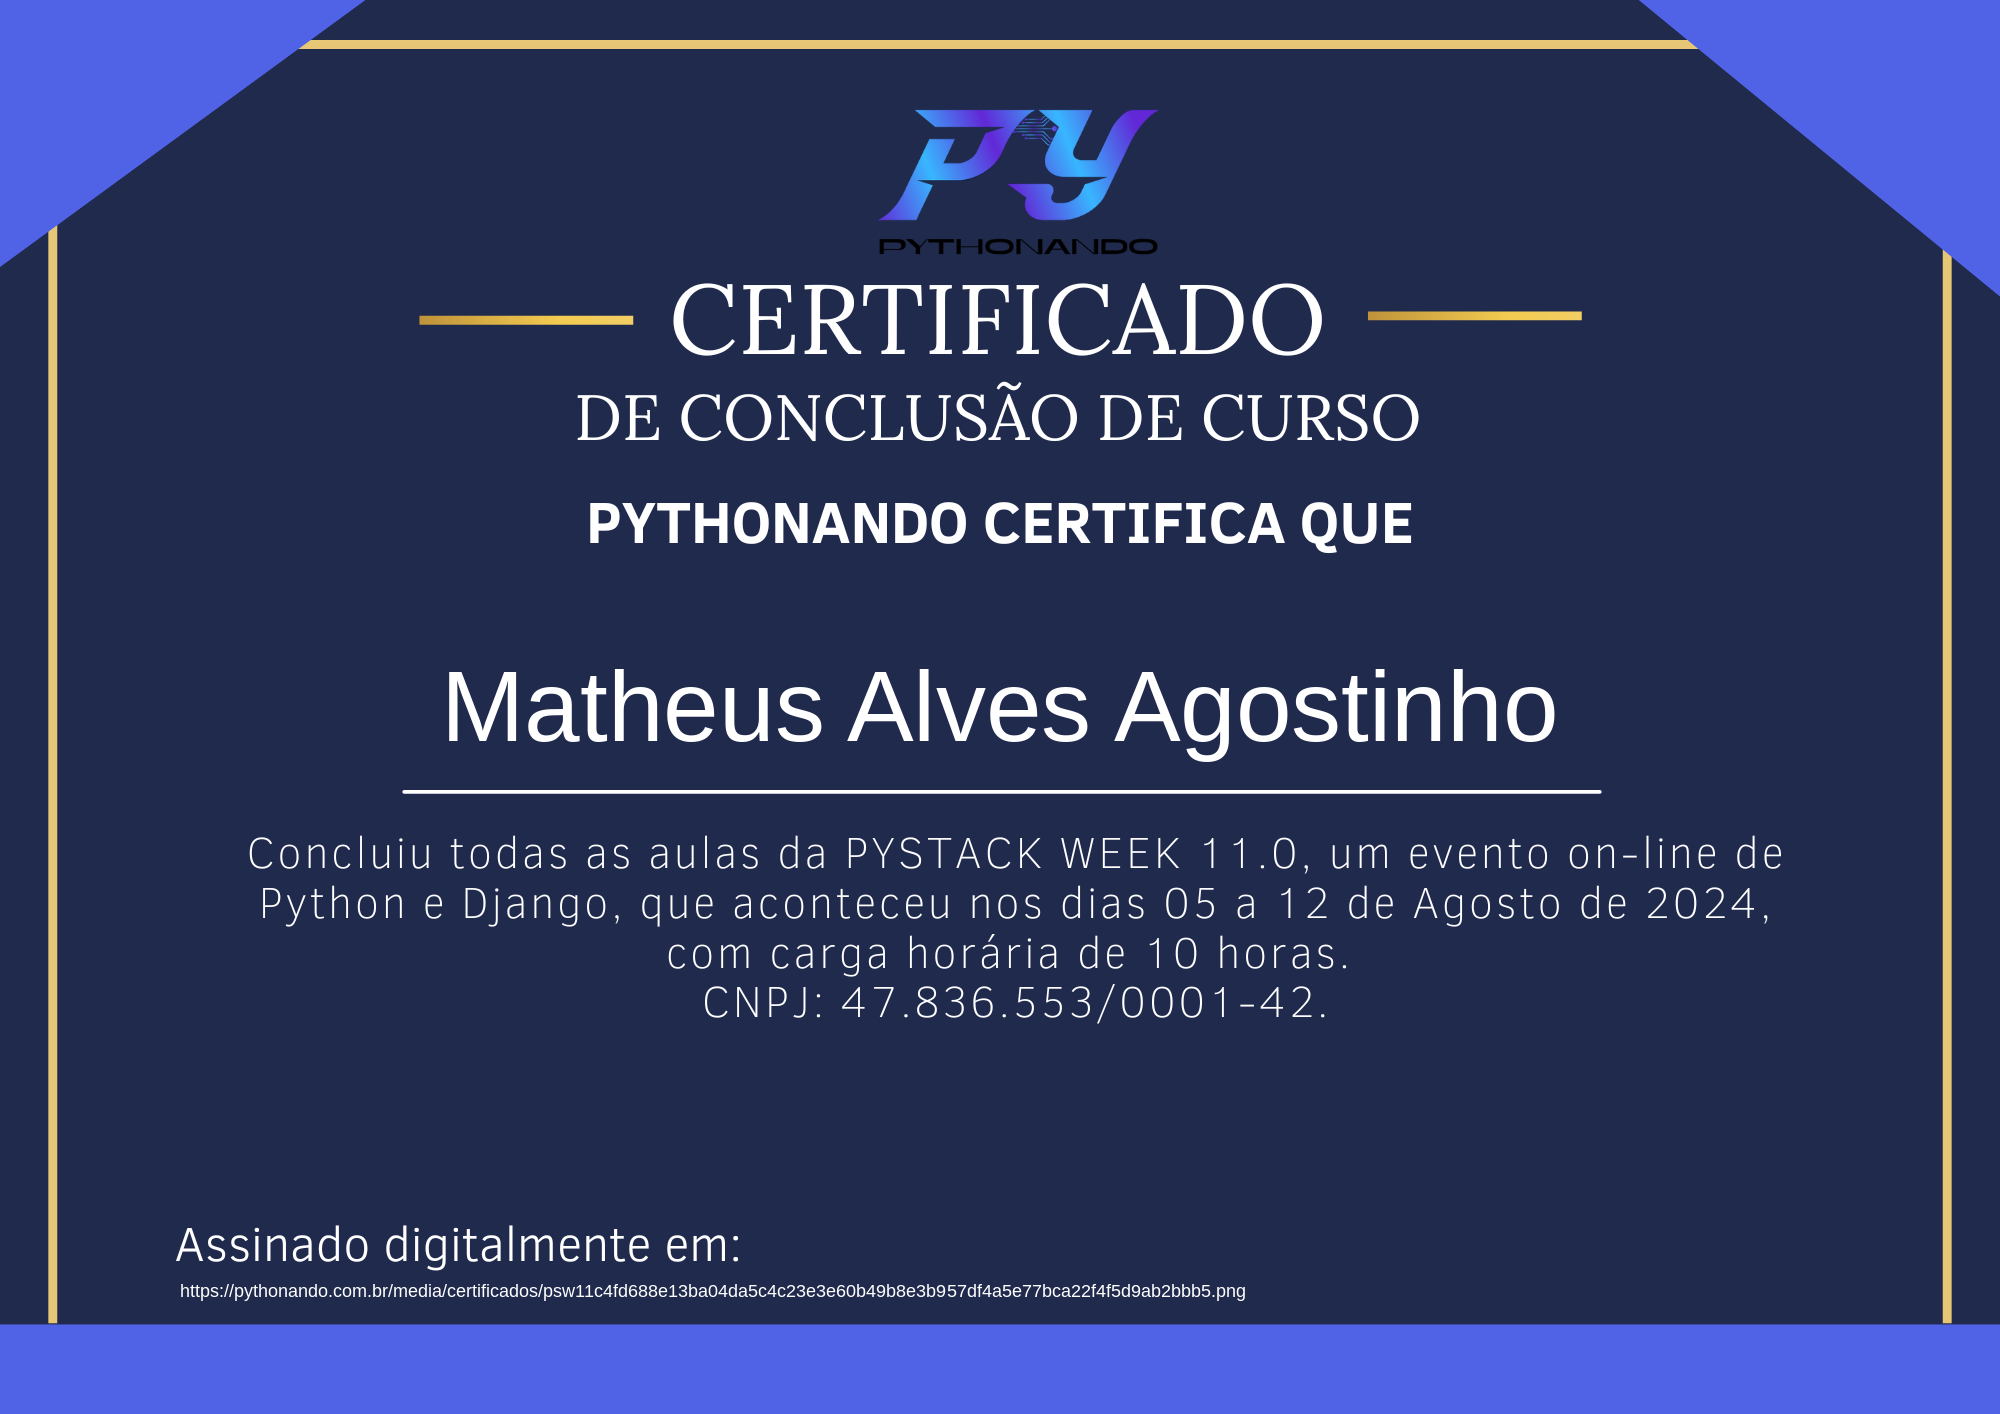 PY
PYTHONANDO
CERTIFICADO
DE CONCLUSÃO DE CURSO
PYTHONANDO CERTIFICA QUE
Matheus Alves Agostinho
Concluiu todas as aulas da PYSTACK WEEK 11.0, um evento on-line de
Python e Django, que aconteceu nos dias 05 a 12 de Agosto de 2024,
com carga horária de 10 horas.
CNPJ: 47.836.553/0001-42.
Assinado digitalmente em:
https://pythonando.com.br/media/certificados/psw11c4fd688e13ba04da5c4c23e3e60b49b8e3b957df4a5e77bca22f4f5d9ab2bbb5.png